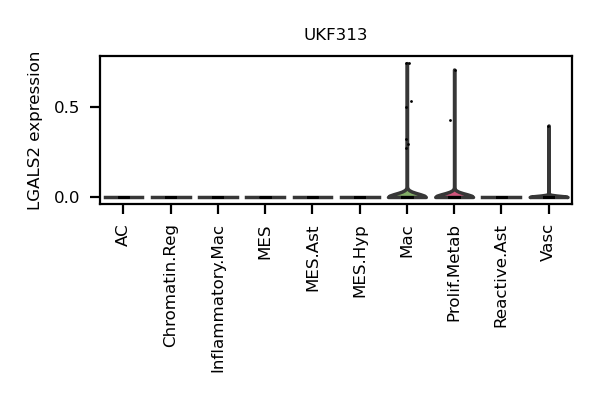 UKF313
LGALS2 expression
0.5
0.0
AC
Chromatin.Reg
Inflammatory.Mac
MES
MES.Ast
MES.Hyp
Mac
Prolif.Metab
Reactive.Ast
Vasc